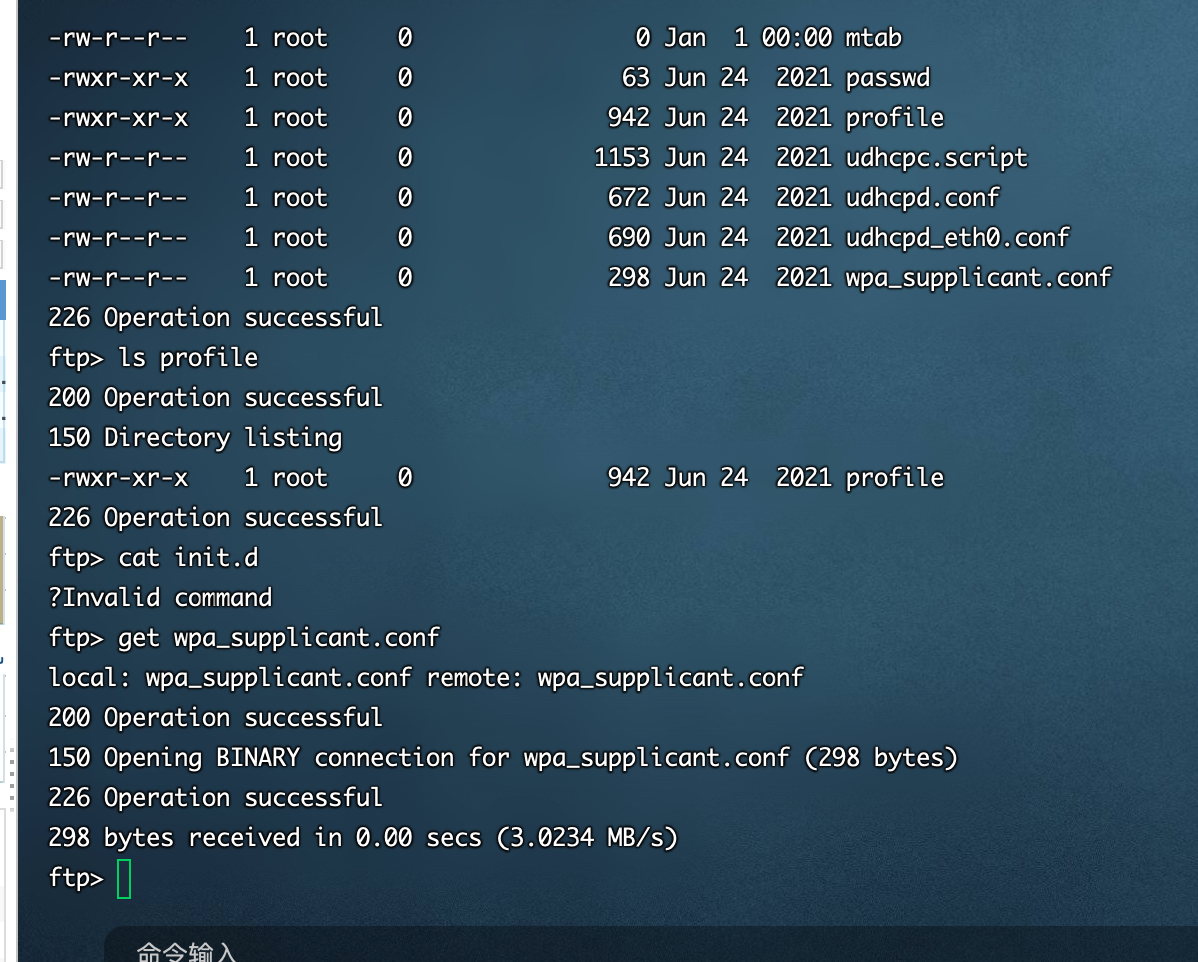 -rw-r--r--    1 root     0                0 Jan  1 00:00 mtab
-rwxr-xr-x    1 root     0               63 Jun 24  2021 passwd
-rwxr-xr-x    1 root     0              942 Jun 24  2021 profile
-rw-r--r--    1 root     0             1153 Jun 24  2021 udhcpc.script
-rw-r--r--    1 root     0              672 Jun 24  2021 udhcpd.conf
-rw-r--r--    1 root     0              690 Jun 24  2021 udhcpd_eth0.conf
-rw-r--r--    1 root     0              298 Jun 24  2021 wpa_supplicant.conf
226 Operation successful
ftp> ls profile
200 Operation successful
150 Directory listing
-rwxr-xr-x    1 root     0              942 Jun 24  2021 profile
226 Operation successful
ftp> cat init.d
?Invalid command
ftp> get wpa_supplicant.conf
local: wpa_supplicant.conf remote: wpa_supplicant.conf
200 Operation successful
150 Opening BINARY connection for wpa_supplicant.conf (298 bytes)
226 Operation successful
298 bytes received in 0.00 secs (3.0234 MB/s)
ftp>
命令输入